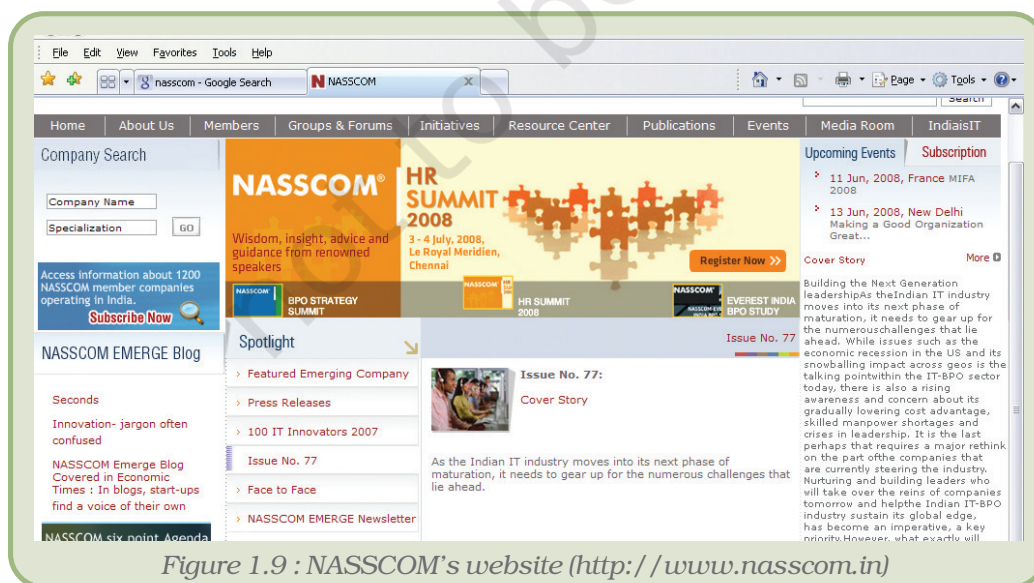 File Edit View Favorites Tools Help
nasscom - Google Search
NASSCOM
Page Tools
Search
Home About Us Members Groups & Forums Initiatives Resource Center Publications Events Media Room IndiaisIT
Company Search
Company Name
Specialization GO
Access information about 1200
NASSCOM member companies
operating in India.
Subscribe Now
NASSCOM EMERGE Blog
Seconds
Innovation- jargon often
confused
NASSCOM Emerge Blog
Covered in Economic
Times : In blogs, start-ups
find a voice of their own
NASSCOM six point Agenda
NASSCOM®
Wisdom, insight, advice and
guidance from renowned
speakers
HR
SUMMIT
2008
3 - 4 July, 2008,
Le Royal Meridien,
Chennai
Register Now >>
NASSCOM
BPO STRATEGY
SUMMIT
NASSCOM
HR SUMMIT
2008
NASSCOM
EVEREST INDIA
BPO STUDY
Spotlight
Featured Emerging Company
Press Releases
100 IT Innovators 2007
Issue No. 77
Face to Face
NASSCOM EMERGE Newsletter
Issue No. 77
Issue No. 77:
Cover Story
As the Indian IT industry moves into its next phase of
maturation, it needs to gear up for the numerous challenges that
lie ahead.
Upcoming Events Subscription
11 Jun, 2008, France MIFA
2008
13 Jun, 2008, New Delhi
Making a Good Organization
Great...
Cover Story More
Building the Next Generation
leadershipAs theIndian IT industry
moves into its next phase of
maturation, it needs to gear up for
the numerouschallenges that lie
ahead. While issues such as the
economic recession in the US and its
snowballing impact across geos is the
talking pointwithin the IT-BPO sector
today, there is also a rising
awareness and concern about its
gradually lowering cost advantage,
skilled manpower shortages and
crises in leadership. It is the last
perhaps that requires a major rethink
on the part ofthe companies that
are currently steering the industry.
Nurturing and building leaders who
will take over the reins of companies
tomorrow and helpthe Indian IT-BPO
industry sustain its global edge,
has become an imperative, a key
priority.However, what exactly will
not to b
Figure 1.9 : NASSCOM's website (http://www.nasscom.in)